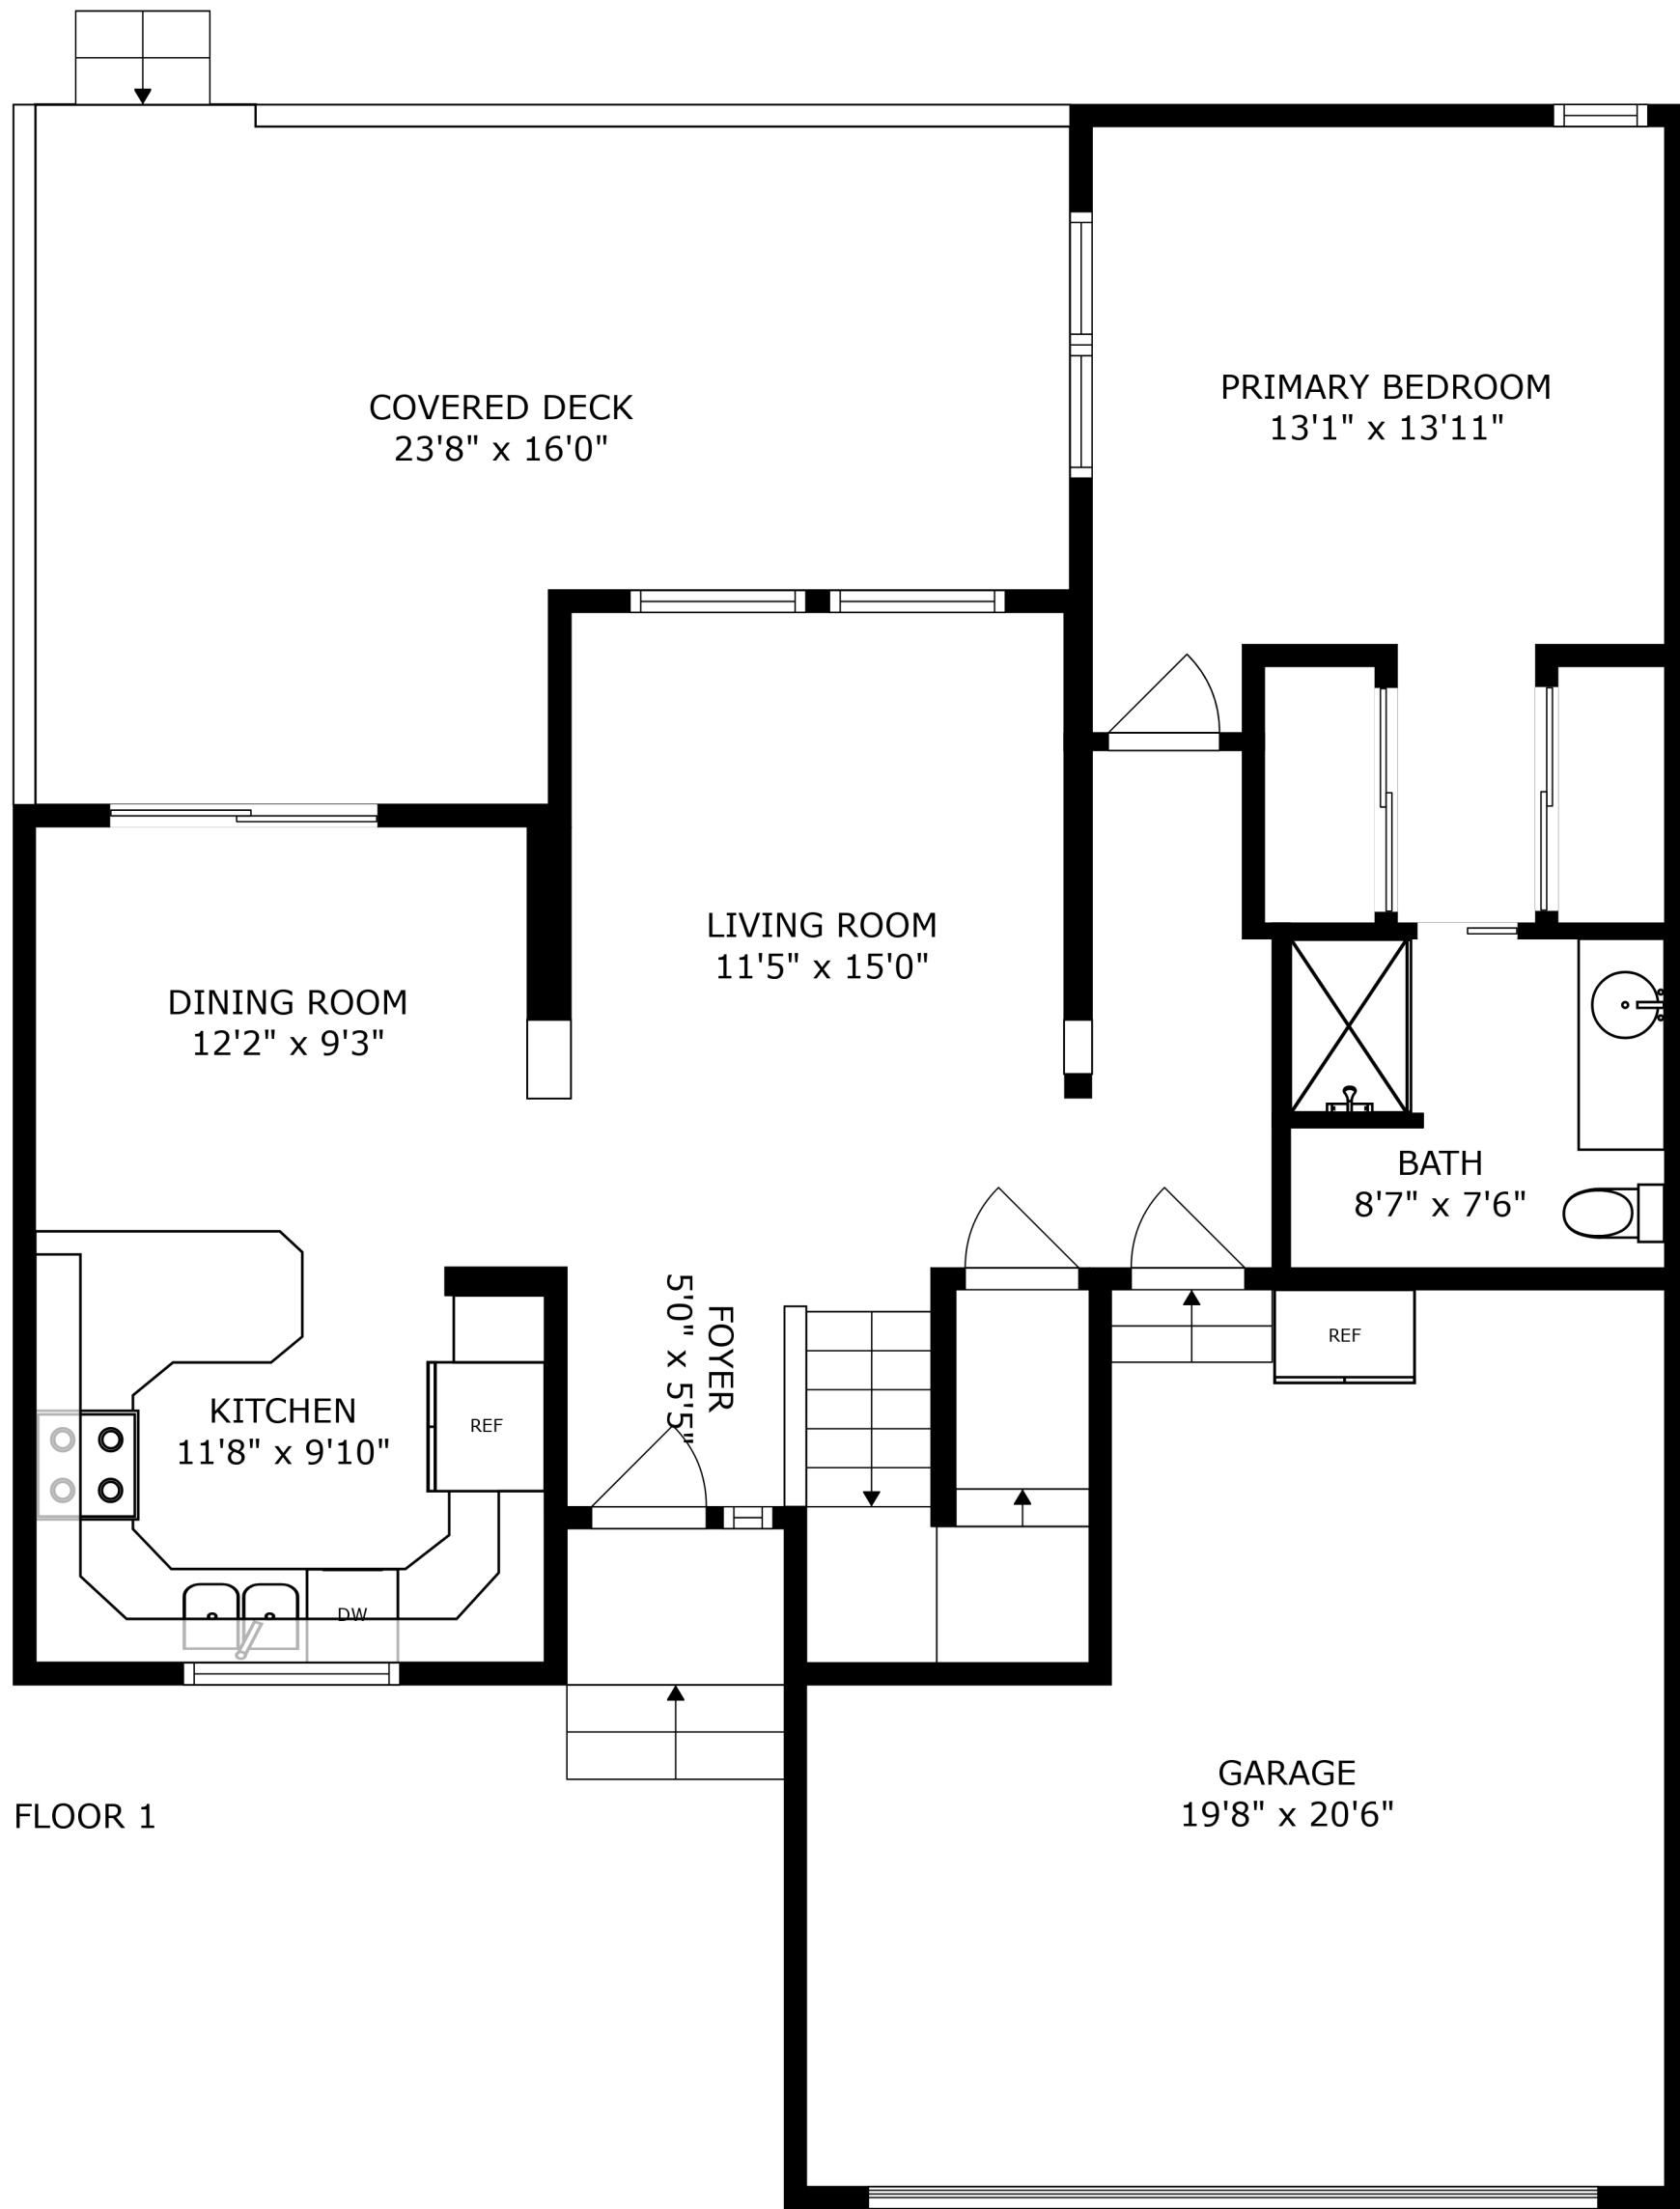 PRIMARY BEDROOM
13'1" x 13'11"
COVERED DECK
23'8" x 16'0"
LIVING ROOM
11'5" x 15'0"
DINING ROOM
12'2" x 9'3"
BATH
8'7" x 7'6"
FOYER
5'0" x 5'5"
REF
KITCHEN
11'8" x 9'10"
REF
DW
GARAGE
19'8" x 20'6"
FLOOR 1